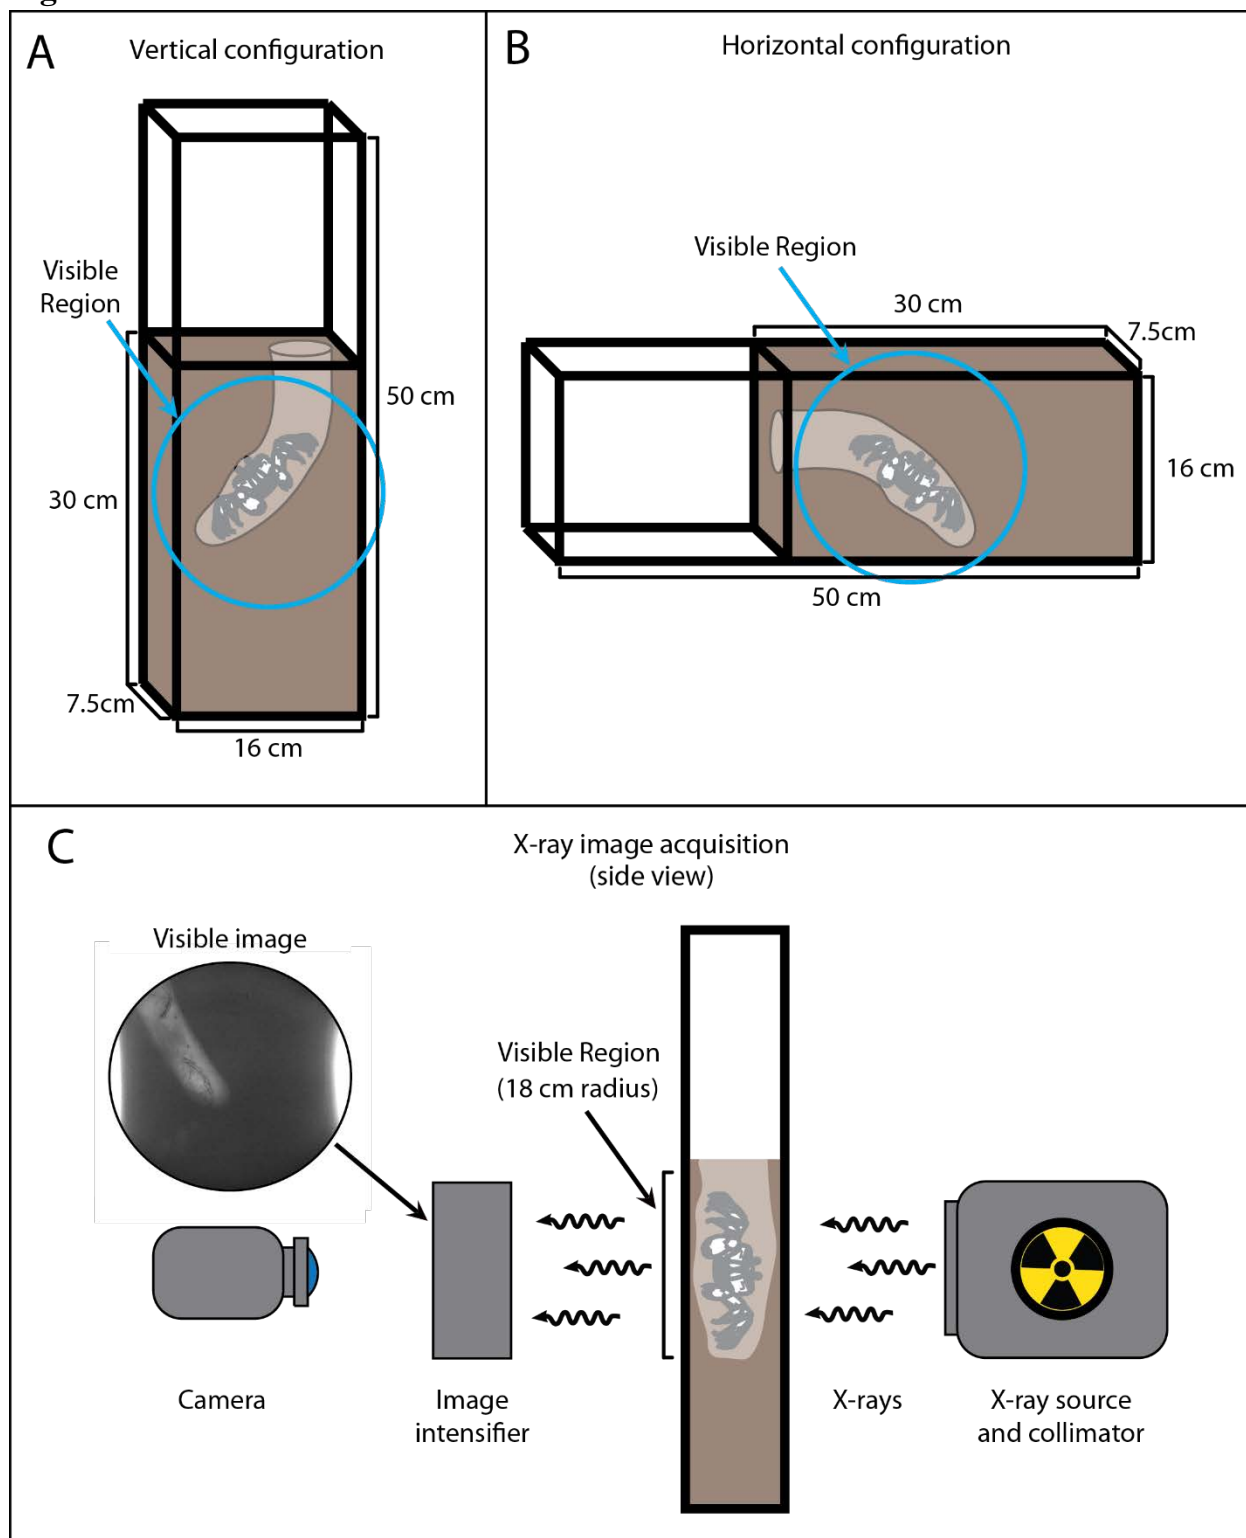 A
Vertical configuration
Visible
Region
50 cm
30 cm
7.5cm
16 cm
B
Horizontal configuration
Visible Region
30 cm
7.5cm
16 cm
50 cm
C
X-ray image acquisition
(side view)
Visible image
Visible Region
(18 cm radius)
Camera
Image
intensifier
X-rays
X-ray source
and collimator